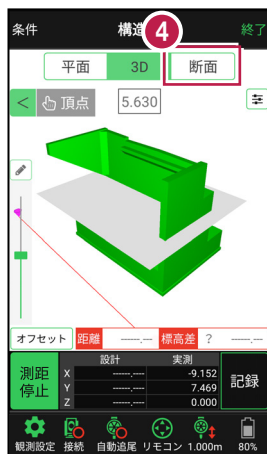 条件 構造 終了
4
平面 3D 断面
< 頂点 5.630
オフセット 距離 ------.--- 標高差 ? ------.---
設計 実測
測距停止 X ------.--- -9.152 記録
Y ------.--- 7.469
Z ------.--- 0.000
観測設定 接続 自動追尾 リモコン 1.000m 80%